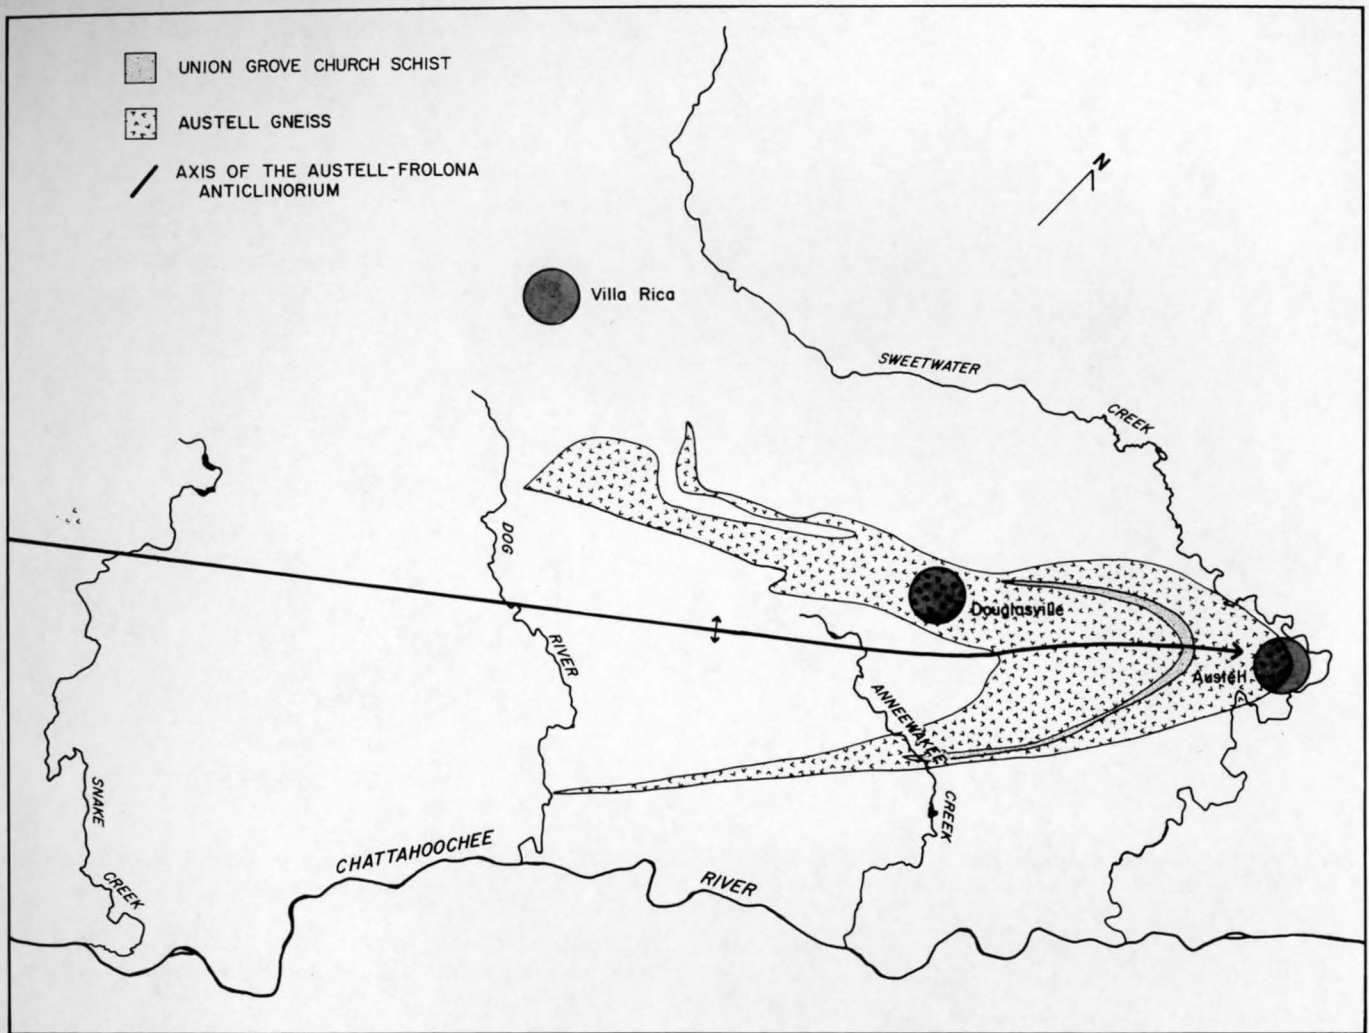 UNION GROVE CHURCH SCHIST
AUSTELL GNEISS
AXIS OF THE AUSTELL-FROLONA
ANTICLINORIUM
N
Villa Rica
SWEETWATER
CREEK
DOG
RIVER
Douglasville
Austell
ANNEEWAKEE
CREEK
SNAKE
CREEK
CHATTAHOOCHEE
RIVER